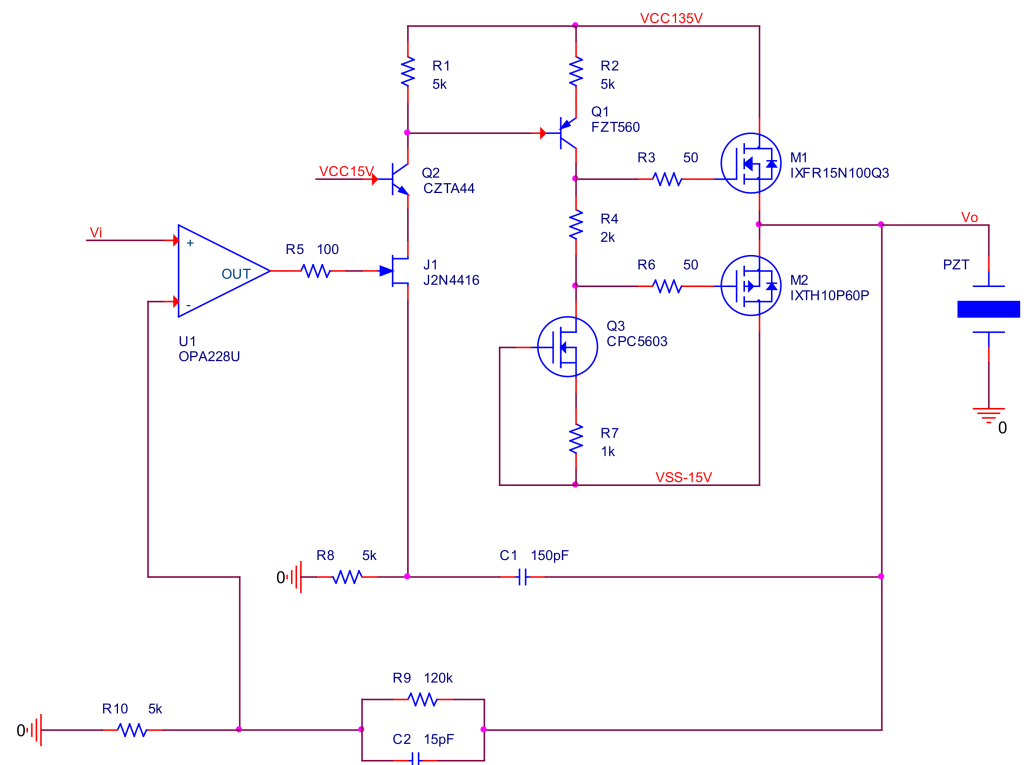 VCC135V
R1
5k
R2
5k
Q1
FZT560
VCC15V
Q2
CZTA44
R3 50
M1
IXFR15N100Q3
Vi
+
OUT
-
U1
OPA228U
R5 100
J1
J2N4416
R4
2k
Vo
R6 50
M2
IXTH10P60P
PZT
0
Q3
CPC5603
R7
1k
VSS-15V
R8 5k
0
C1 150pF
R9 120k
R10 5k
0
C2 15pF